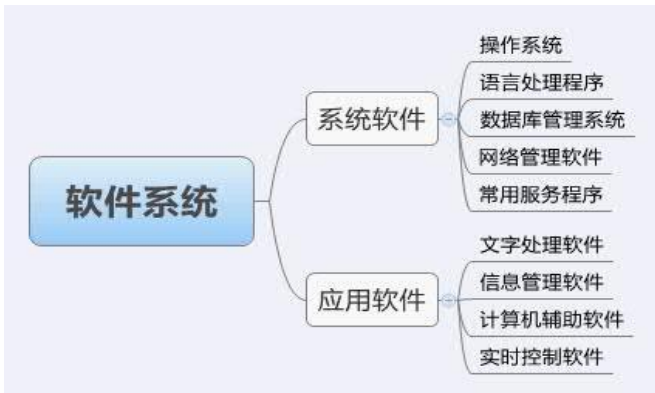 软件系统
系统软件
操作系统
语言处理程序
数据库管理系统
网络管理软件
常用服务程序
应用软件
文字处理软件
信息管理软件
计算机辅助软件
实时控制软件